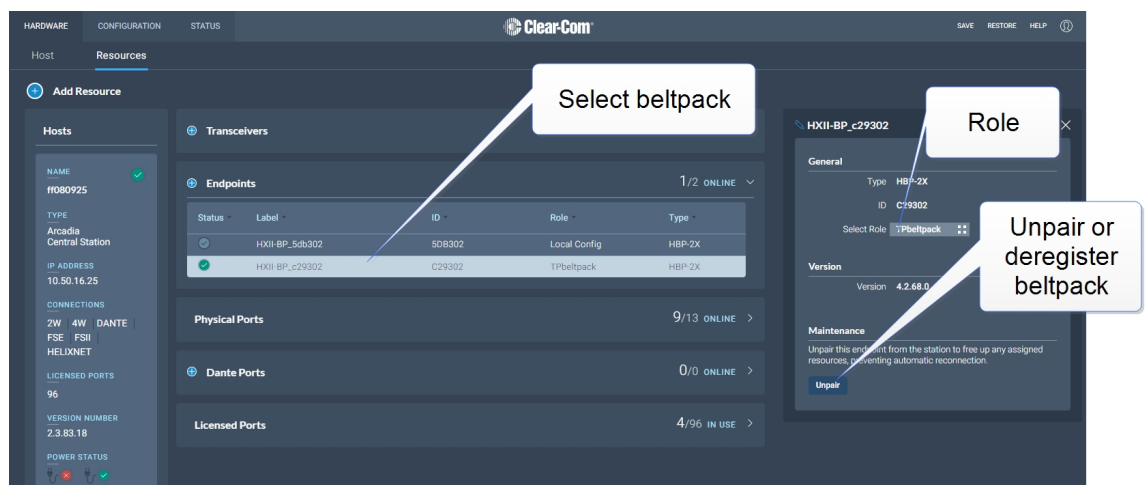 HARDWARE CONFIGURATION STATUS Clear-Com SAVE RESTORE HELP
Host Resources
Add Resource
Hosts
NAME
ff080925
TYPE
Arcadia
Central Station
IP ADDRESS
10.50.16.25
CONNECTIONS
2W 4W DANTE
FSE FSII
HELIXNET
LICENSED PORTS
96
VERSION NUMBER
2.3.83.18
POWER STATUS
Transceivers
Endpoints 1/2 ONLINE
Status Label ID Role Type
HXII-BP_5db302 5DB302 Local Config HBP-2X
HXII-BP_c29302 C29302 TPbeltpack HBP-2X
Physical Ports 9/13 ONLINE
Dante Ports 0/0 ONLINE
Licensed Ports 4/96 IN USE
Select beltpack
HXII-BP_c29302
Role
General
Type HBP-2X
ID C29302
Select Role TPbeltpack
Unpair or
deregister
beltpack
Version
Version 4.2.68.0
Maintenance
Unpair this endpoint from the station to free up any assigned
resources, preventing automatic reconnection.
Unpair